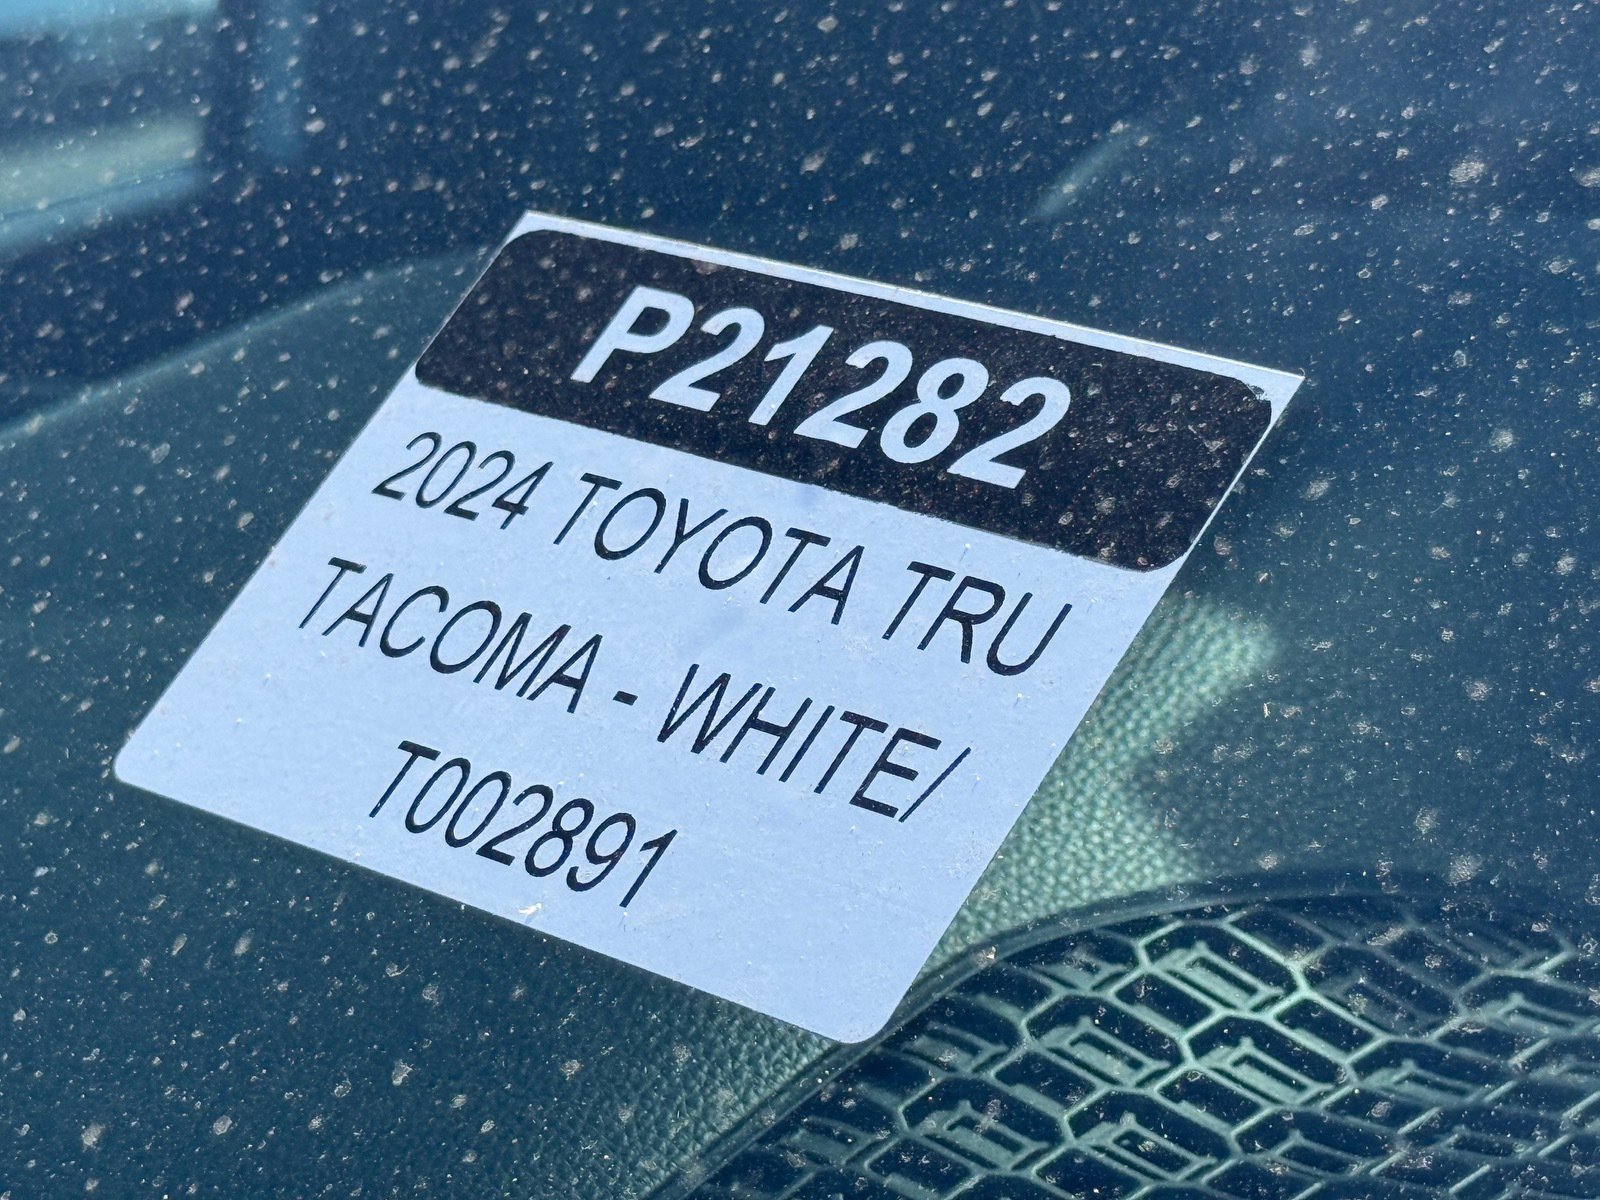 P21282
2024 TOYOTA TRU
TACOMA - WHITE/
T002891